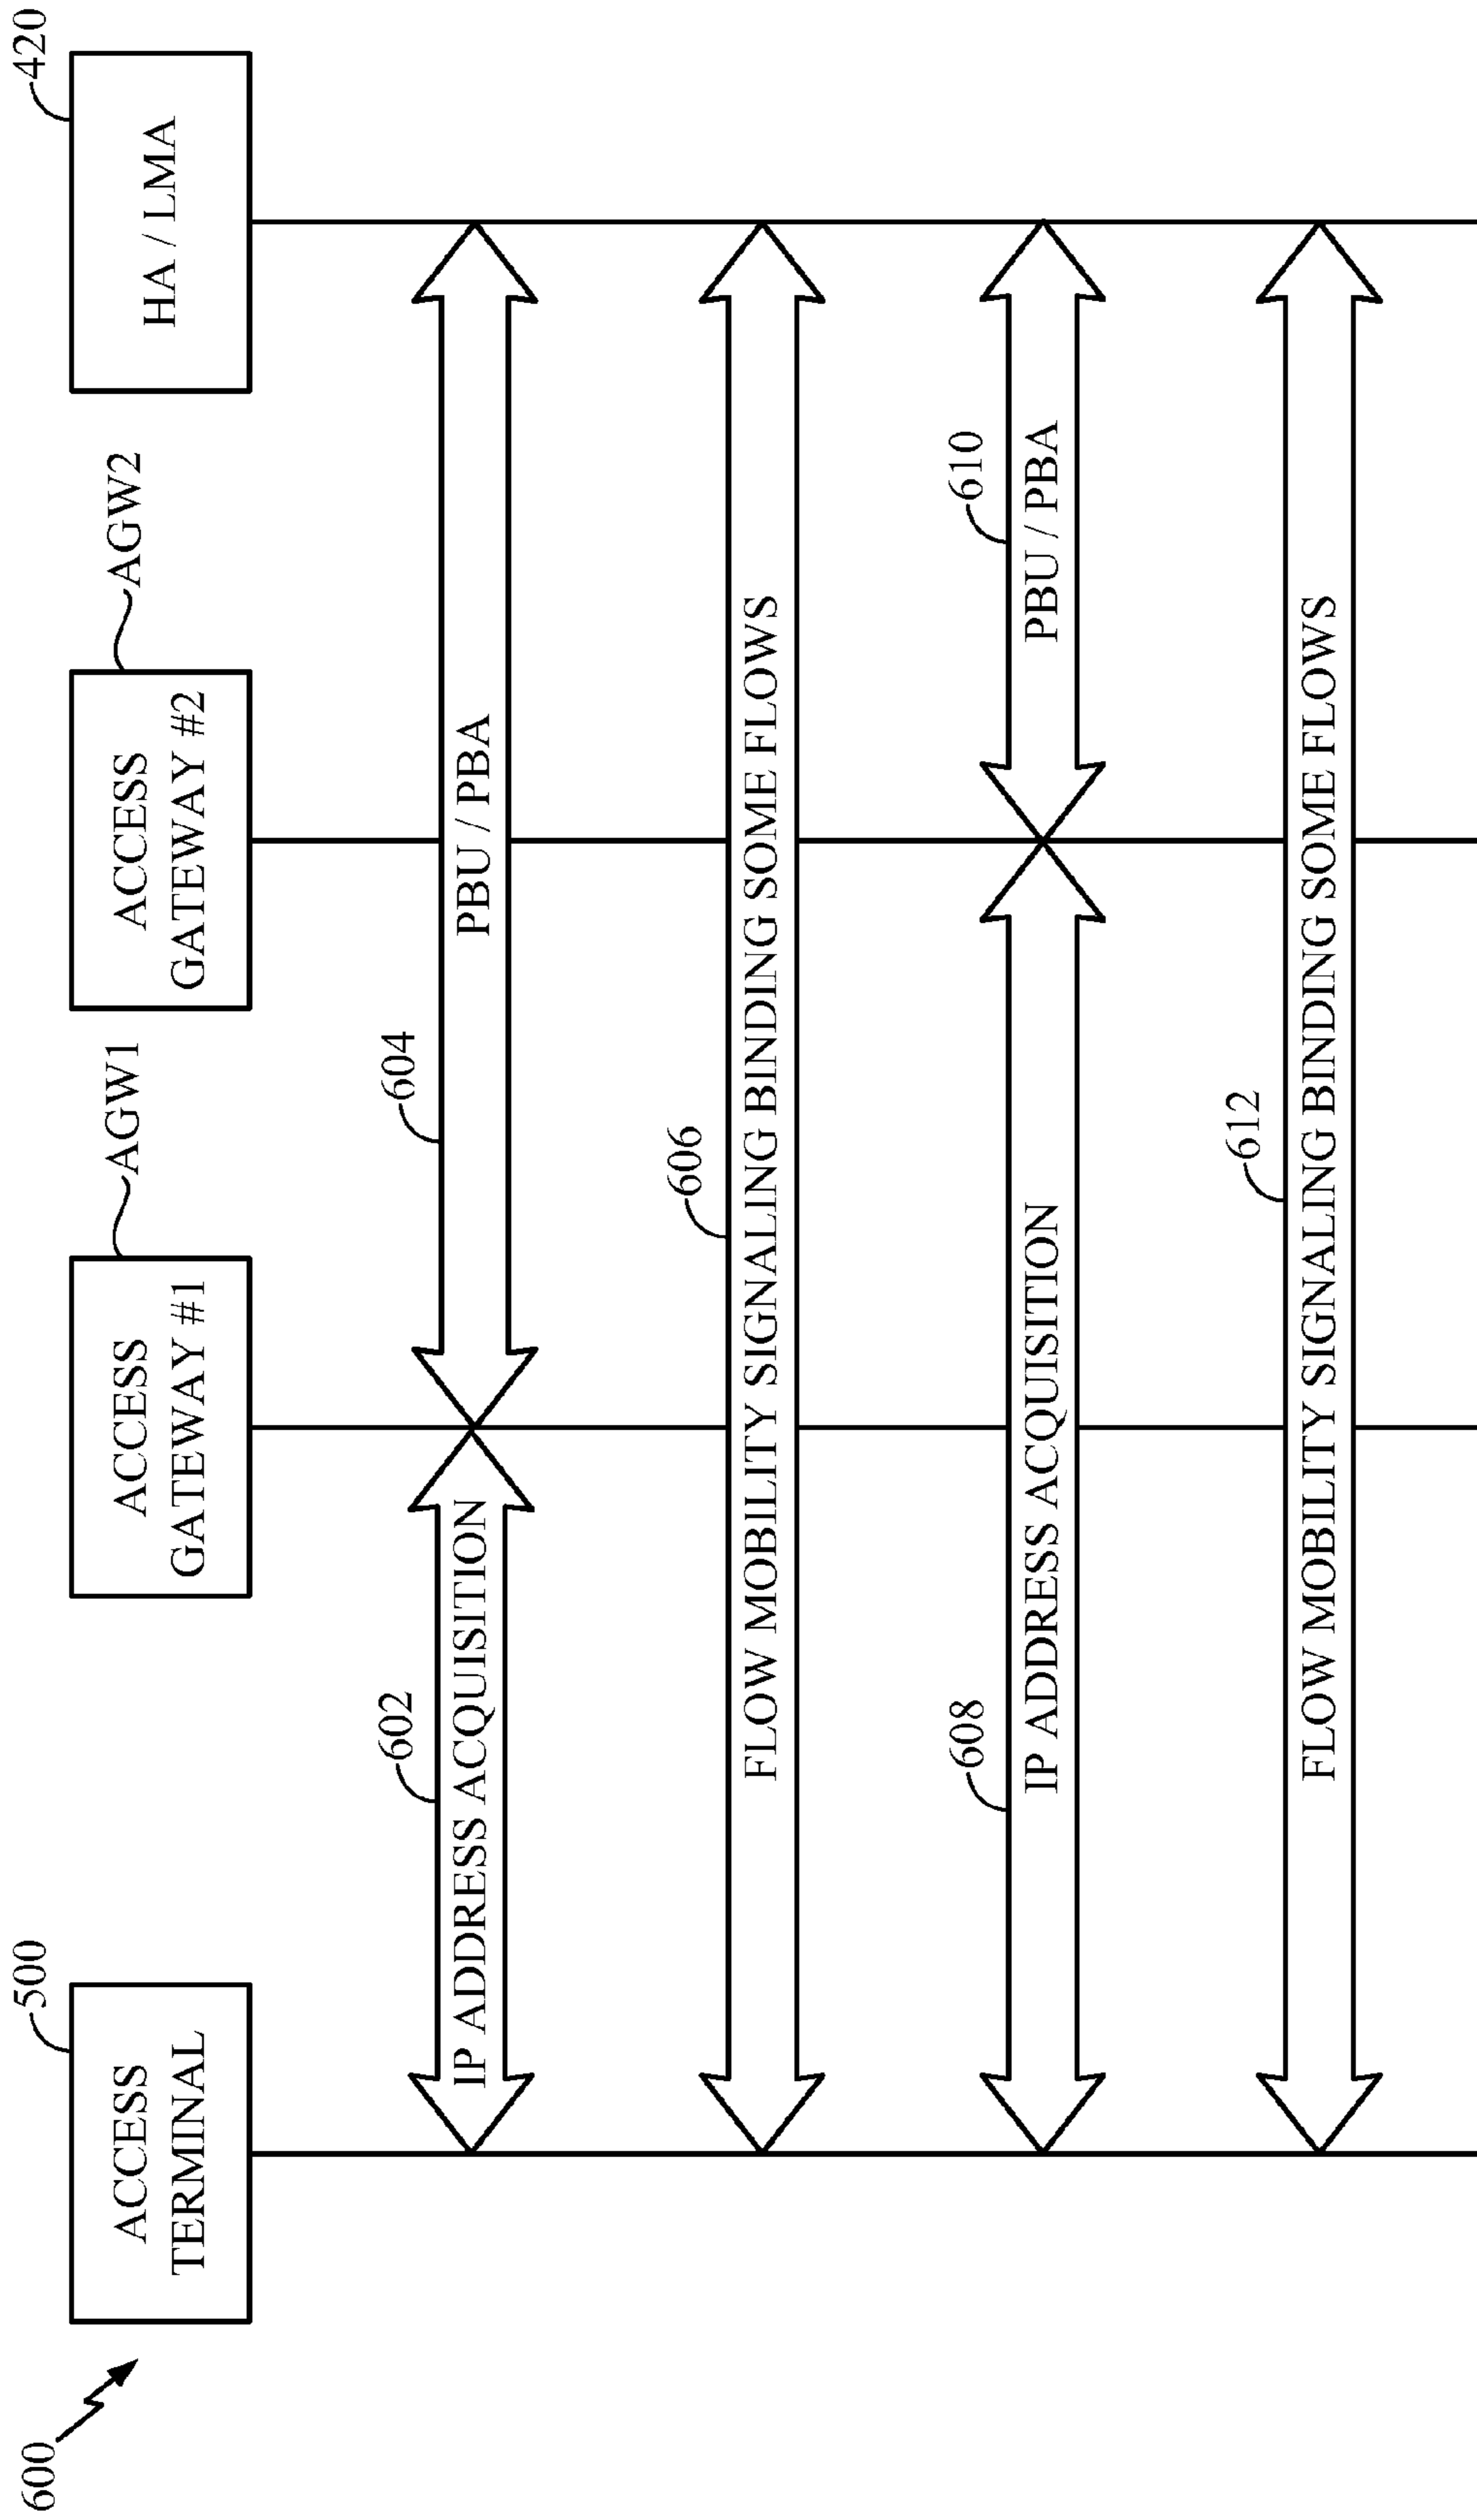 600
500
ACCESS
TERMINAL
AGW1
ACCESS
GATEWAY #1
AGW2
ACCESS
GATEWAY #2
420
HA / LMA
602
IP ADDRESS ACQUISITION
604
PBU / PBA
606
FLOW MOBILITY SIGNALING BINDING SOME FLOWS
608
IP ADDRESS ACQUISITION
610
PBU / PBA
612
FLOW MOBILITY SIGNALING BINDING SOME FLOWS